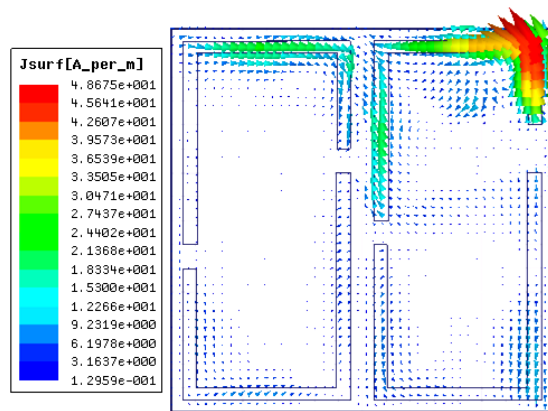 Jsurf[A_per_m]
4.8675e+001
4.5641e+001
4.2607e+001
3.9573e+001
3.6539e+001
3.3505e+001
3.0471e+001
2.7437e+001
2.4402e+001
2.1368e+001
1.8334e+001
1.5300e+001
1.2266e+001
9.2319e+000
6.1978e+000
3.1637e+000
1.2959e-001